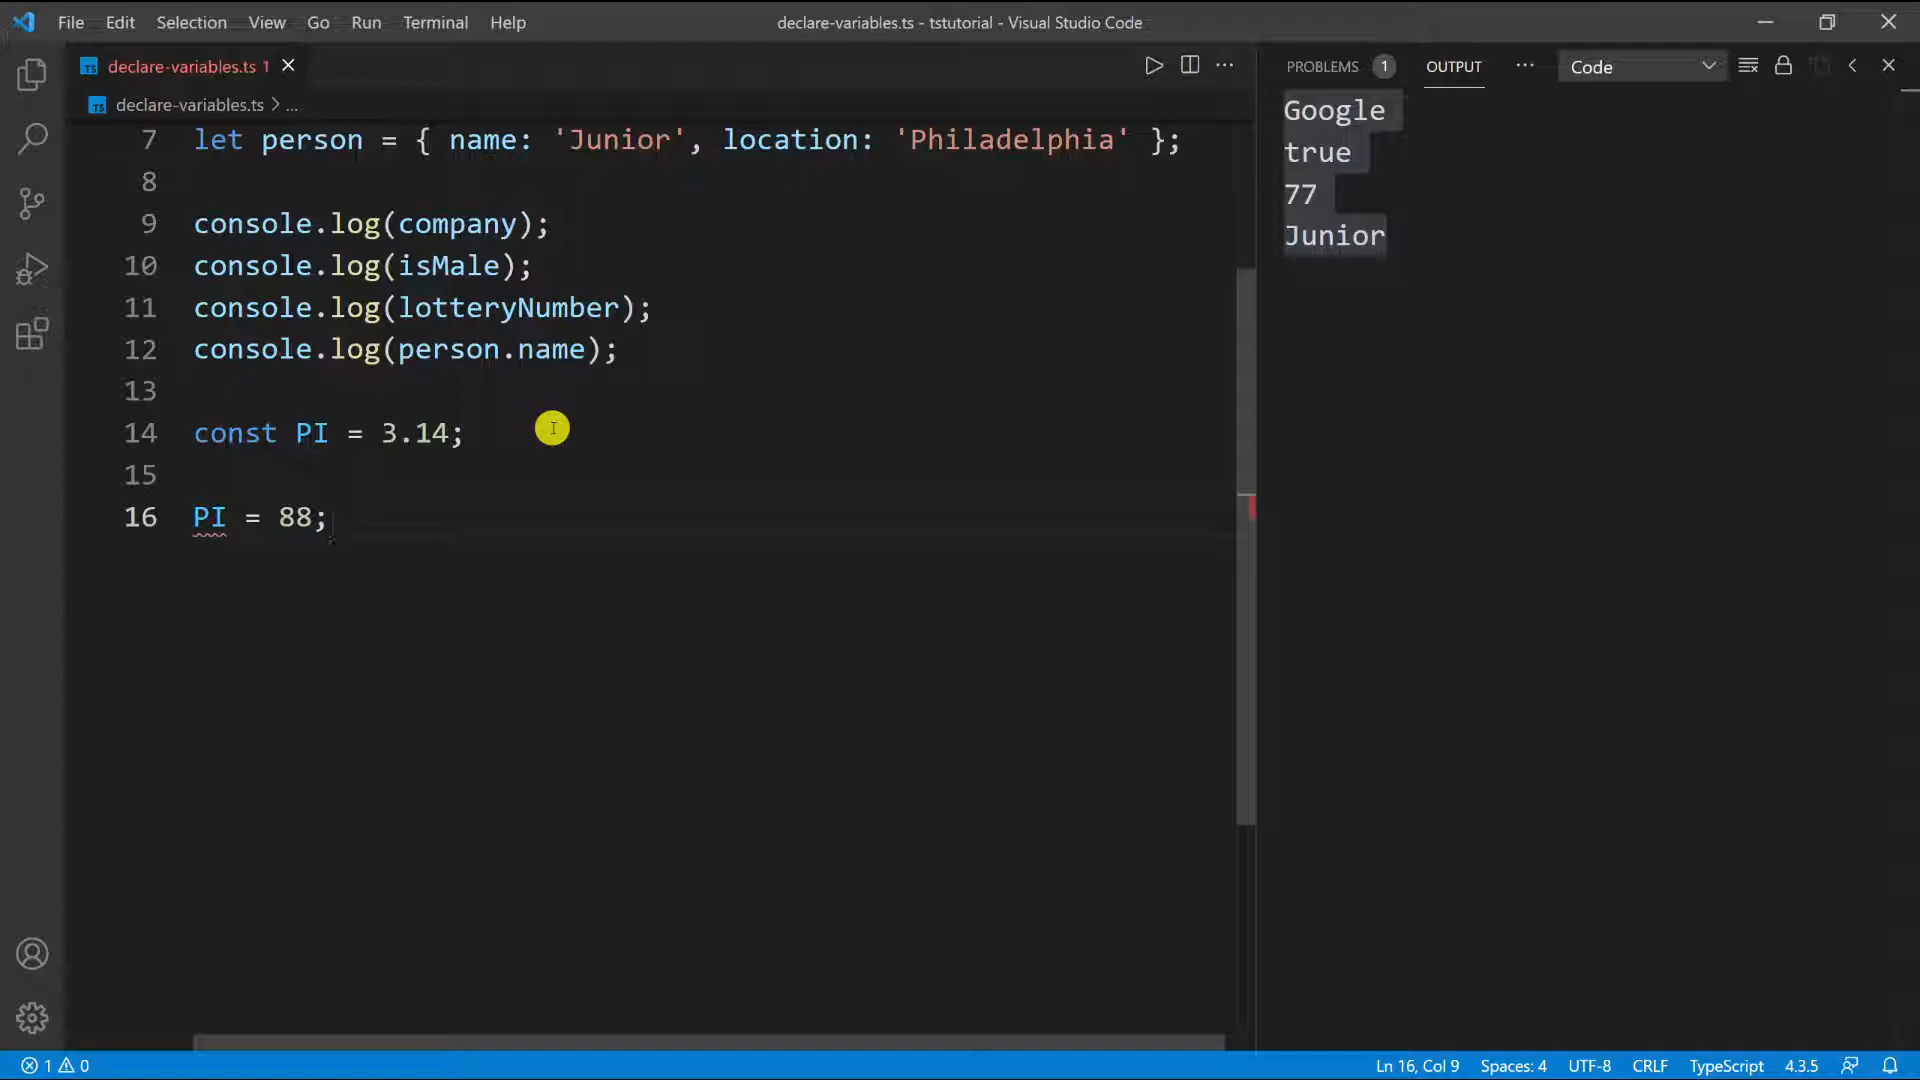 File Edit Selection View Go Run Terminal Help
declare-variables.ts - tstutorial - Visual Studio Code
TS declare-variables.ts 1
TS declare-variables.ts > ...
7 let person = { name: 'Junior', location: 'Philadelphia' };
8
9 console.log(company);
10 console.log(isMale);
11 console.log(lotteryNumber);
12 console.log(person.name);
13
14 const PI = 3.14;
15
16 PI = 88;
PROBLEMS 1 OUTPUT ... Code
Google
true
77
Junior
1 0
Ln 16, Col 9 Spaces: 4 UTF-8 CRLF TypeScript 4.3.5